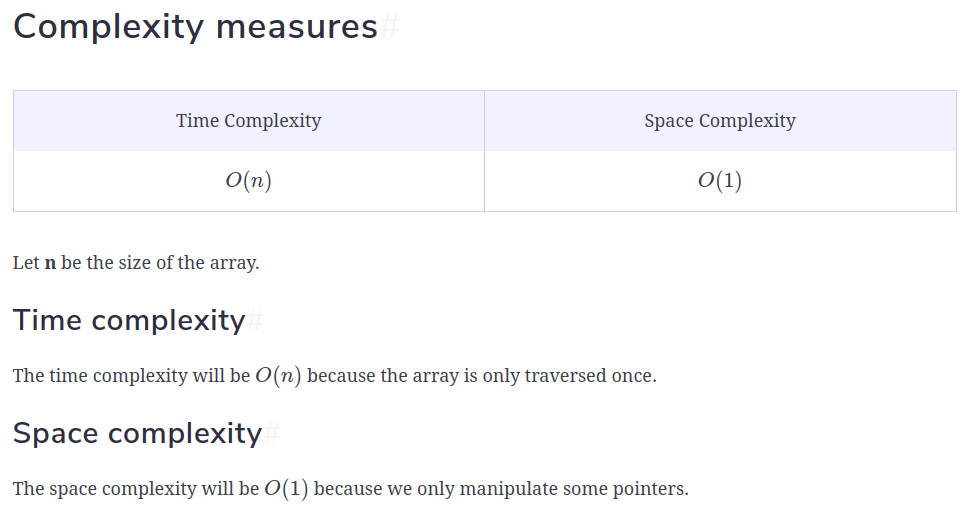 Complexity measures#
Time Complexity Space Complexity
O(n) O(1)
Let n be the size of the array.
Time complexity#
The time complexity will be O(n) because the array is only traversed once.
Space complexity#
The space complexity will be O(1) because we only manipulate some pointers.